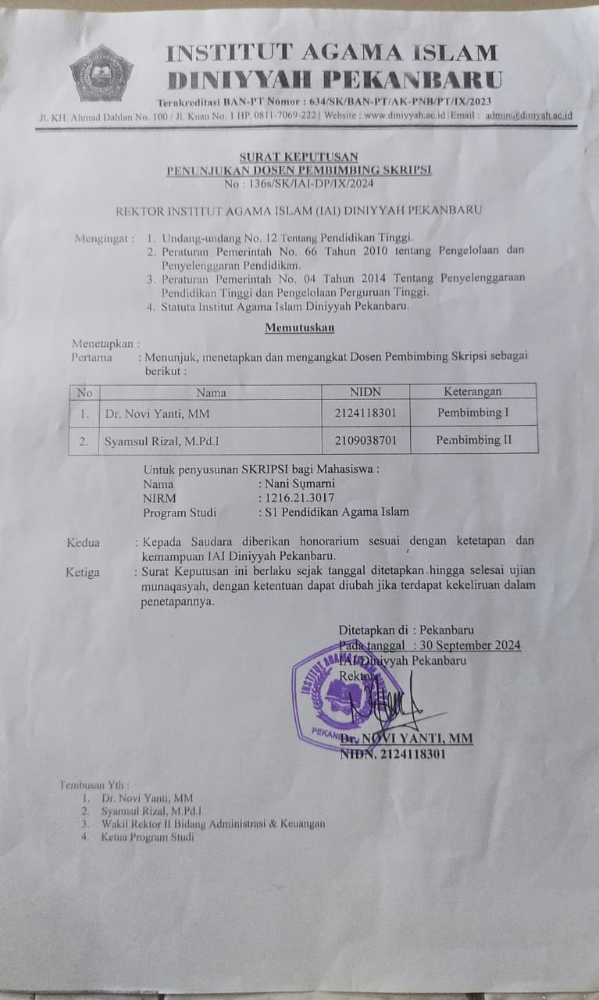 INSTITUT AGAMA ISLAM
DINIYYAH PEKANBARU
Terakreditasi BAN-PT Nomor : 634/SK/BAN-PT/AK-PNB/PT/IX/2023
Jl. KH. Ahmad Dahlan No. 100 / Jl. Kuau No. 1 HP. 0811-7069-222 | Website : www.diniyyah.ac.id | Email : admin@diniyyah.ac.id
SURAT KEPUTUSAN
PENUNJUKAN DOSEN PEMBIMBING SKRIPSI
No : 136s/SK/IAI-DP/IX/2024
REKTOR INSTITUT AGAMA ISLAM (IAI) DINIYYAH PEKANBARU
Mengingat : 1. Undang-undang No. 12 Tentang Pendidikan Tinggi.
2. Peraturan Pemerintah No. 66 Tahun 2010 tentang Pengelolaan dan
Penyelenggaran Pendidikan.
3. Peraturan Pemerintah No. 04 Tahun 2014 Tentang Penyelenggaraan
Pendidikan Tinggi dan Pengelolaan Perguruan Tinggi.
4. Statuta Institut Agama Islam Diniyyah Pekanbaru.
Memutuskan
Menetapkan :
Pertama : Menunjuk, menetapkan dan mengangkat Dosen Pembimbing Skripsi sebagai
berikut :
No Nama NIDN Keterangan
1. Dr. Novi Yanti, MM 2124118301 Pembimbing I
2. Syamsul Rizal, M.Pd.I 2109038701 Pembimbing II
Untuk penyusunan SKRIPSI bagi Mahasiswa :
Nama : Nani Sumarni
NIRM : 1216.21.3017
Program Studi : S1 Pendidikan Agama Islam
Kedua : Kepada Saudara diberikan honorarium sesuai dengan ketetapan dan
kemampuan IAI Diniyyah Pekanbaru.
Ketiga : Surat Keputusan ini berlaku sejak tanggal ditetapkan hingga selesai ujian
munaqasyah, dengan ketentuan dapat diubah jika terdapat kekeliruan dalam
penetapannya.
Ditetapkan di : Pekanbaru
Pada tanggal : 30 September 2024
IAI Diniyyah Pekanbaru
Rektor
INSTITUT AGAMA ISLAM
Dr. NOVI YANTI, MM
NIDN. 2124118301
Tembusan Yth :
1. Dr. Novi Yanti, MM
2. Syamsul Rizal, M.Pd.I
3. Wakil Rektor II Bidang Administrasi & Keuangan
4. Ketua Program Studi